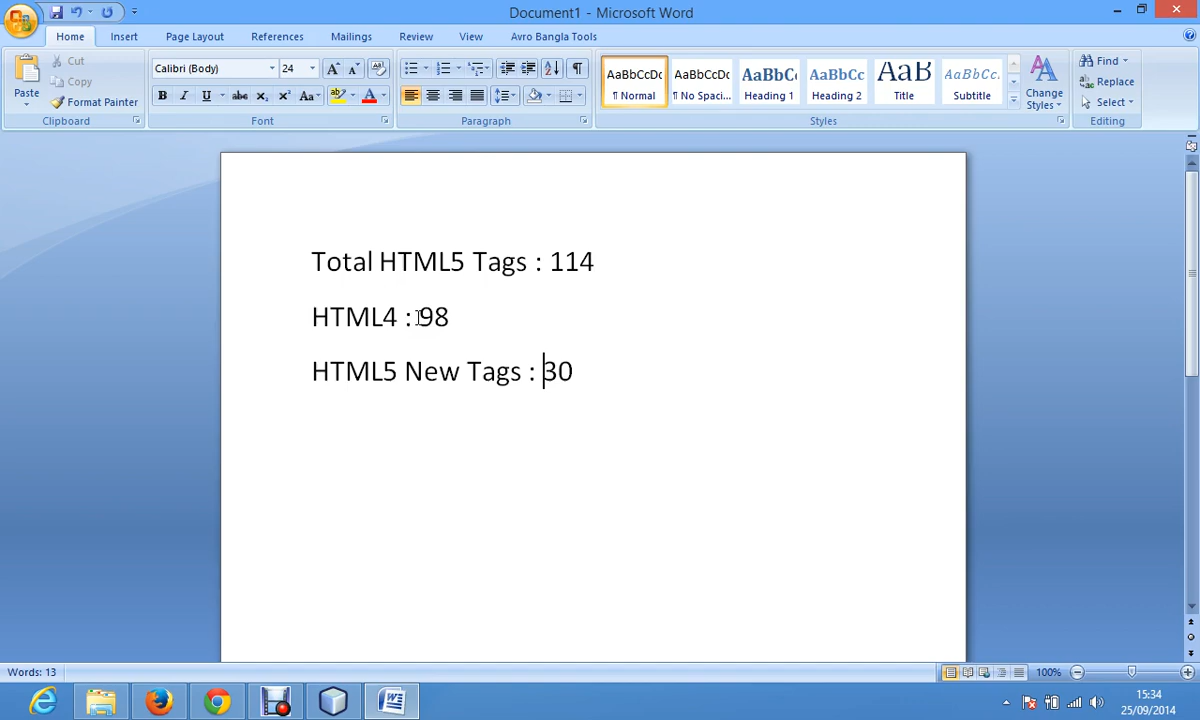 Document1 - Microsoft Word
Home Insert Page Layout References Mailings Review View Avro Bangla Tools
Paste
Cut
Copy
Format Painter
Clipboard
Calibri (Body) 24
Font
Paragraph
AaBbCcDc AaBbCcDc AaBbC AaBbCc AaB AaBbCc.
¶ Normal ¶ No Spaci... Heading 1 Heading 2 Title Subtitle
Change Styles
Styles
Find
Replace
Select
Editing
Total HTML5 Tags : 114
HTML4 : 98
HTML5 New Tags : 30
Words: 13
100%
15:34
25/09/2014